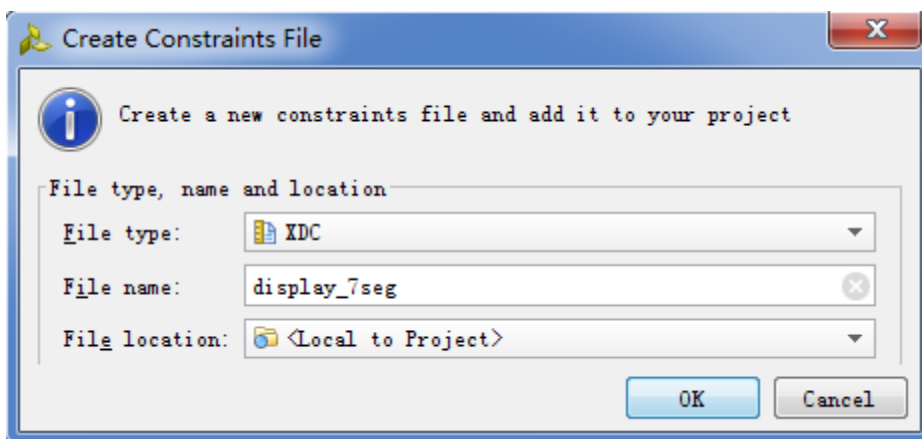 Create Constraints File
Create a new constraints file and add it to your project
File type, name and location
File type: XDC
File name: display_7seg
File location: <Local to Project>
OK Cancel